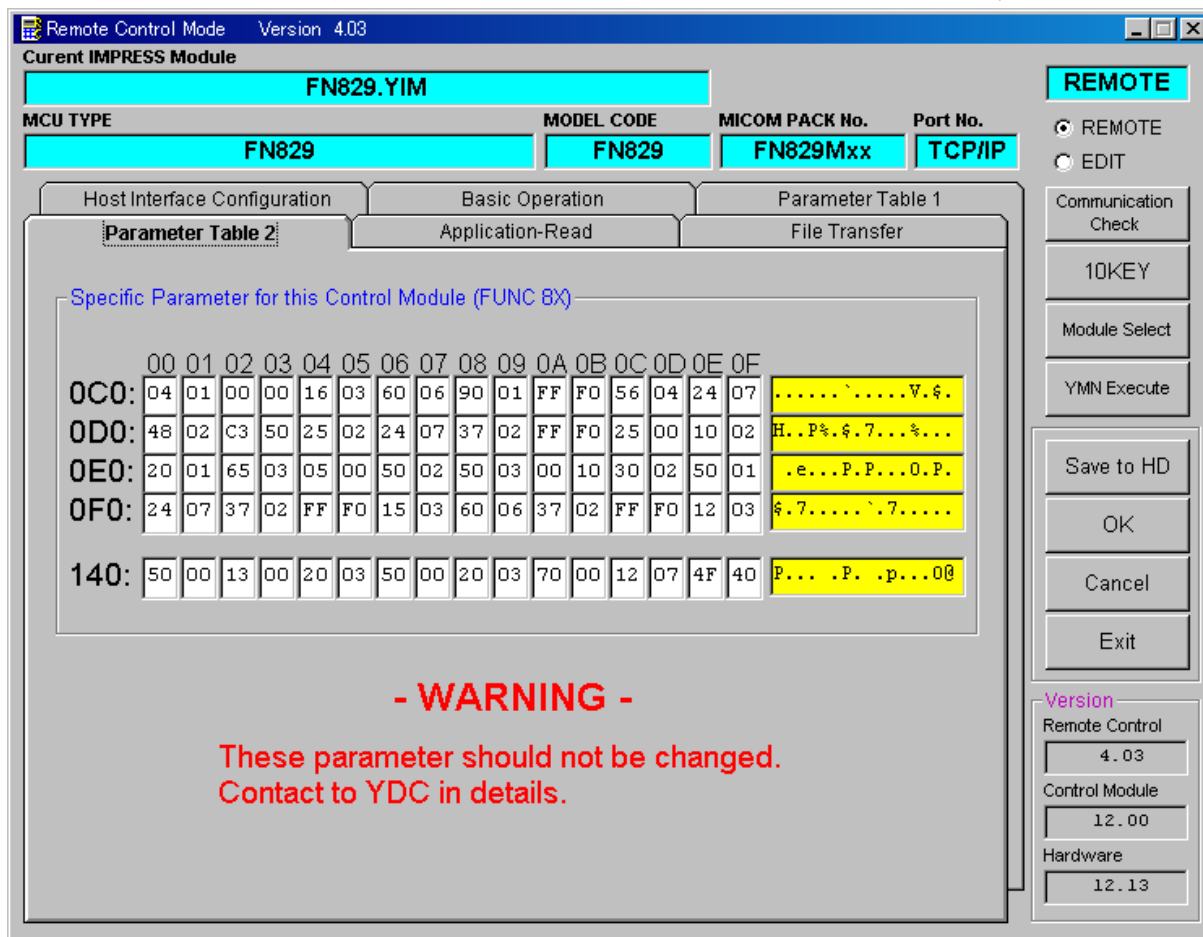 Remote Control Mode Version 4.03
Curent IMPRESS Module
FN829.YIM
REMOTE
MCU TYPE MODEL CODE MICOM PACK No. Port No.
FN829 FN829 FN829Mxx TCP/IP
REMOTE
EDIT
Host Interface Configuration Basic Operation Parameter Table 1
Parameter Table 2 Application-Read File Transfer
Communication
Check
10KEY
Module Select
YMN Execute
Save to HD
OK
Cancel
Exit
Specific Parameter for this Control Module (FUNC 8X)
00 01 02 03 04 05 06 07 08 09 0A 0B 0C 0D 0E 0F
0C0: 04 01 00 00 16 03 60 06 90 01 FF F0 56 04 24 07 ......`.....V.$.
0D0: 48 02 C3 50 25 02 24 07 37 02 FF F0 25 00 10 02 H..P%.$.7...%...
0E0: 20 01 65 03 05 00 50 02 50 03 00 10 30 02 50 01 .e...P.P...0.P.
0F0: 24 07 37 02 FF F0 15 03 60 06 37 02 FF F0 12 03 $.7.....`.7.....
140: 50 00 13 00 20 03 50 00 20 03 70 00 12 07 4F 40 P... .P. .p...O@
- WARNING -
These parameter should not be changed.
Contact to YDC in details.
Version
Remote Control
4.03
Control Module
12.00
Hardware
12.13